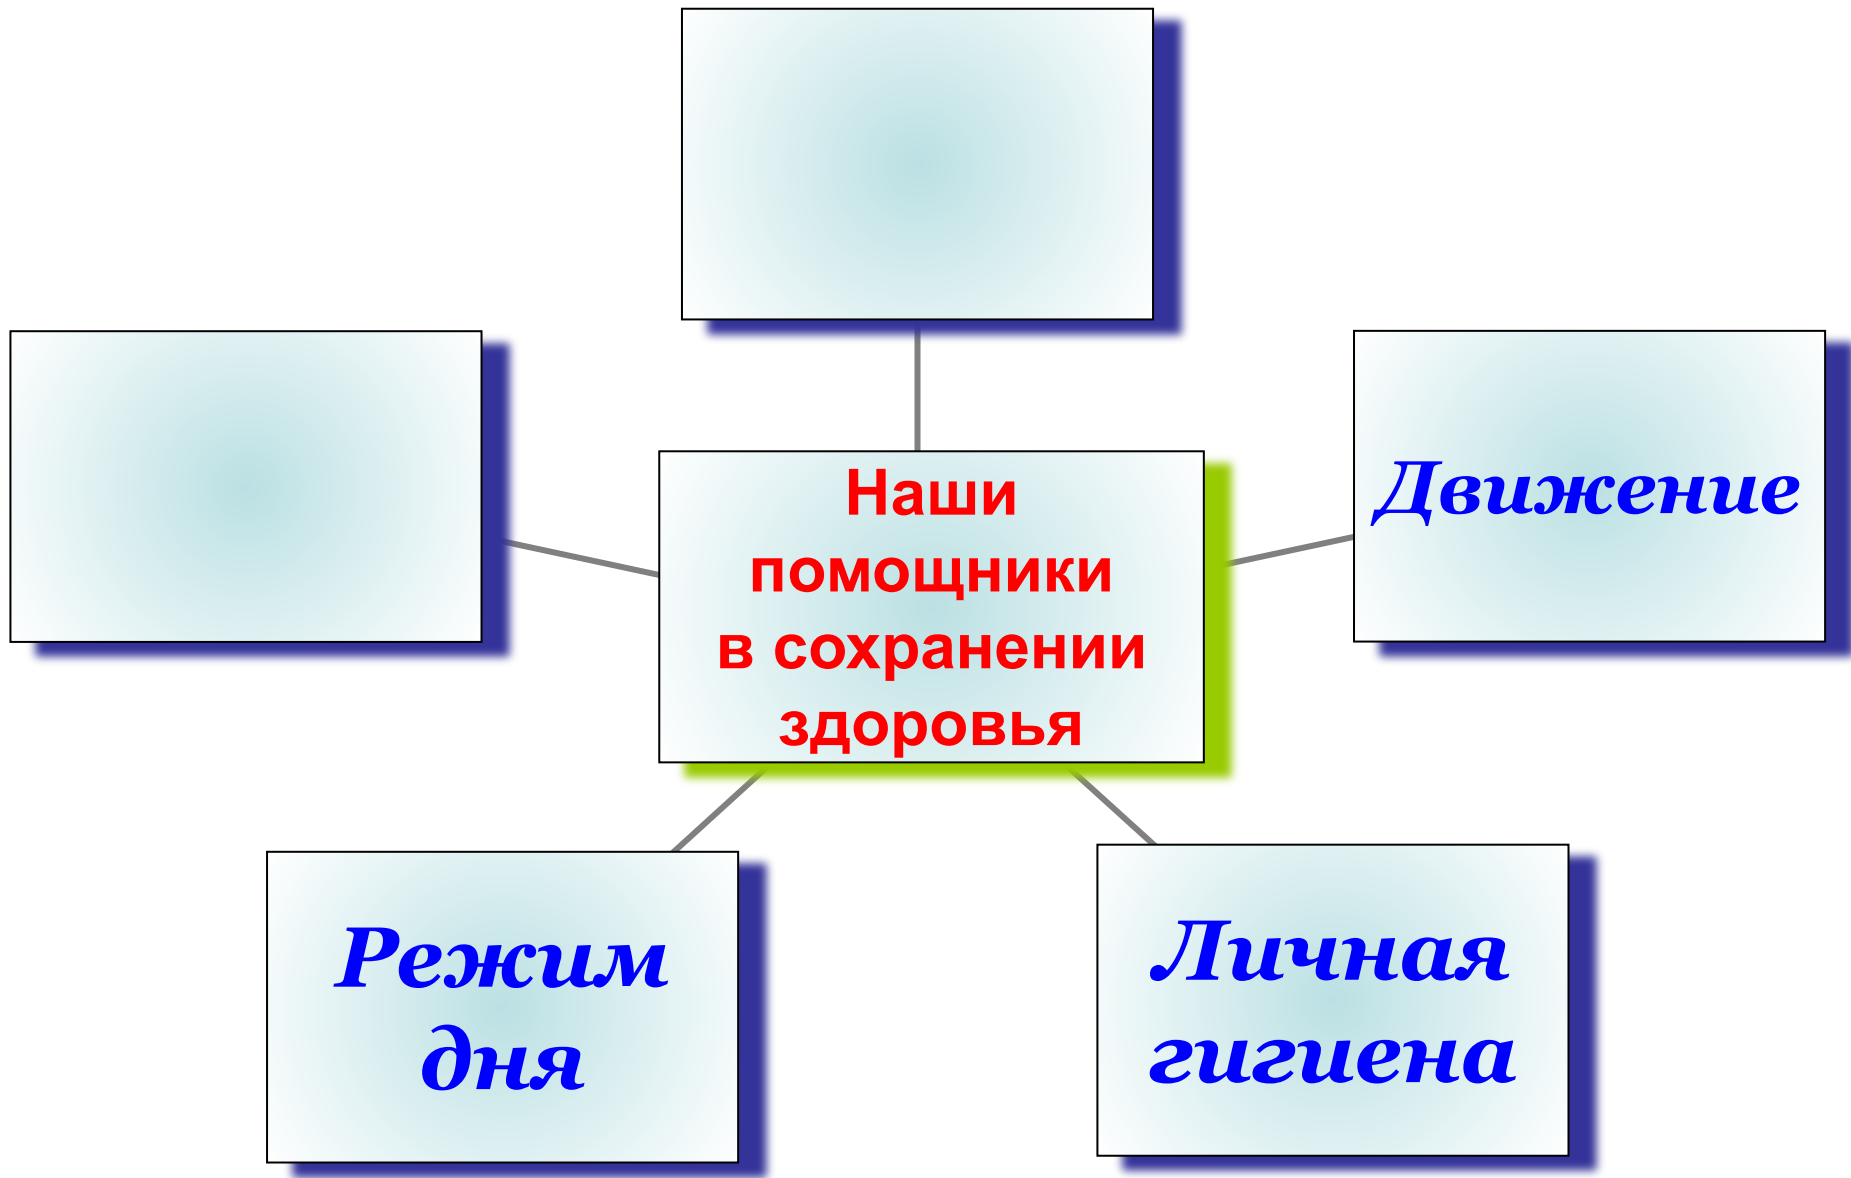 Наши
помощники
в сохранении
здоровья
Движение
Режим
дня
Личная
гигиена